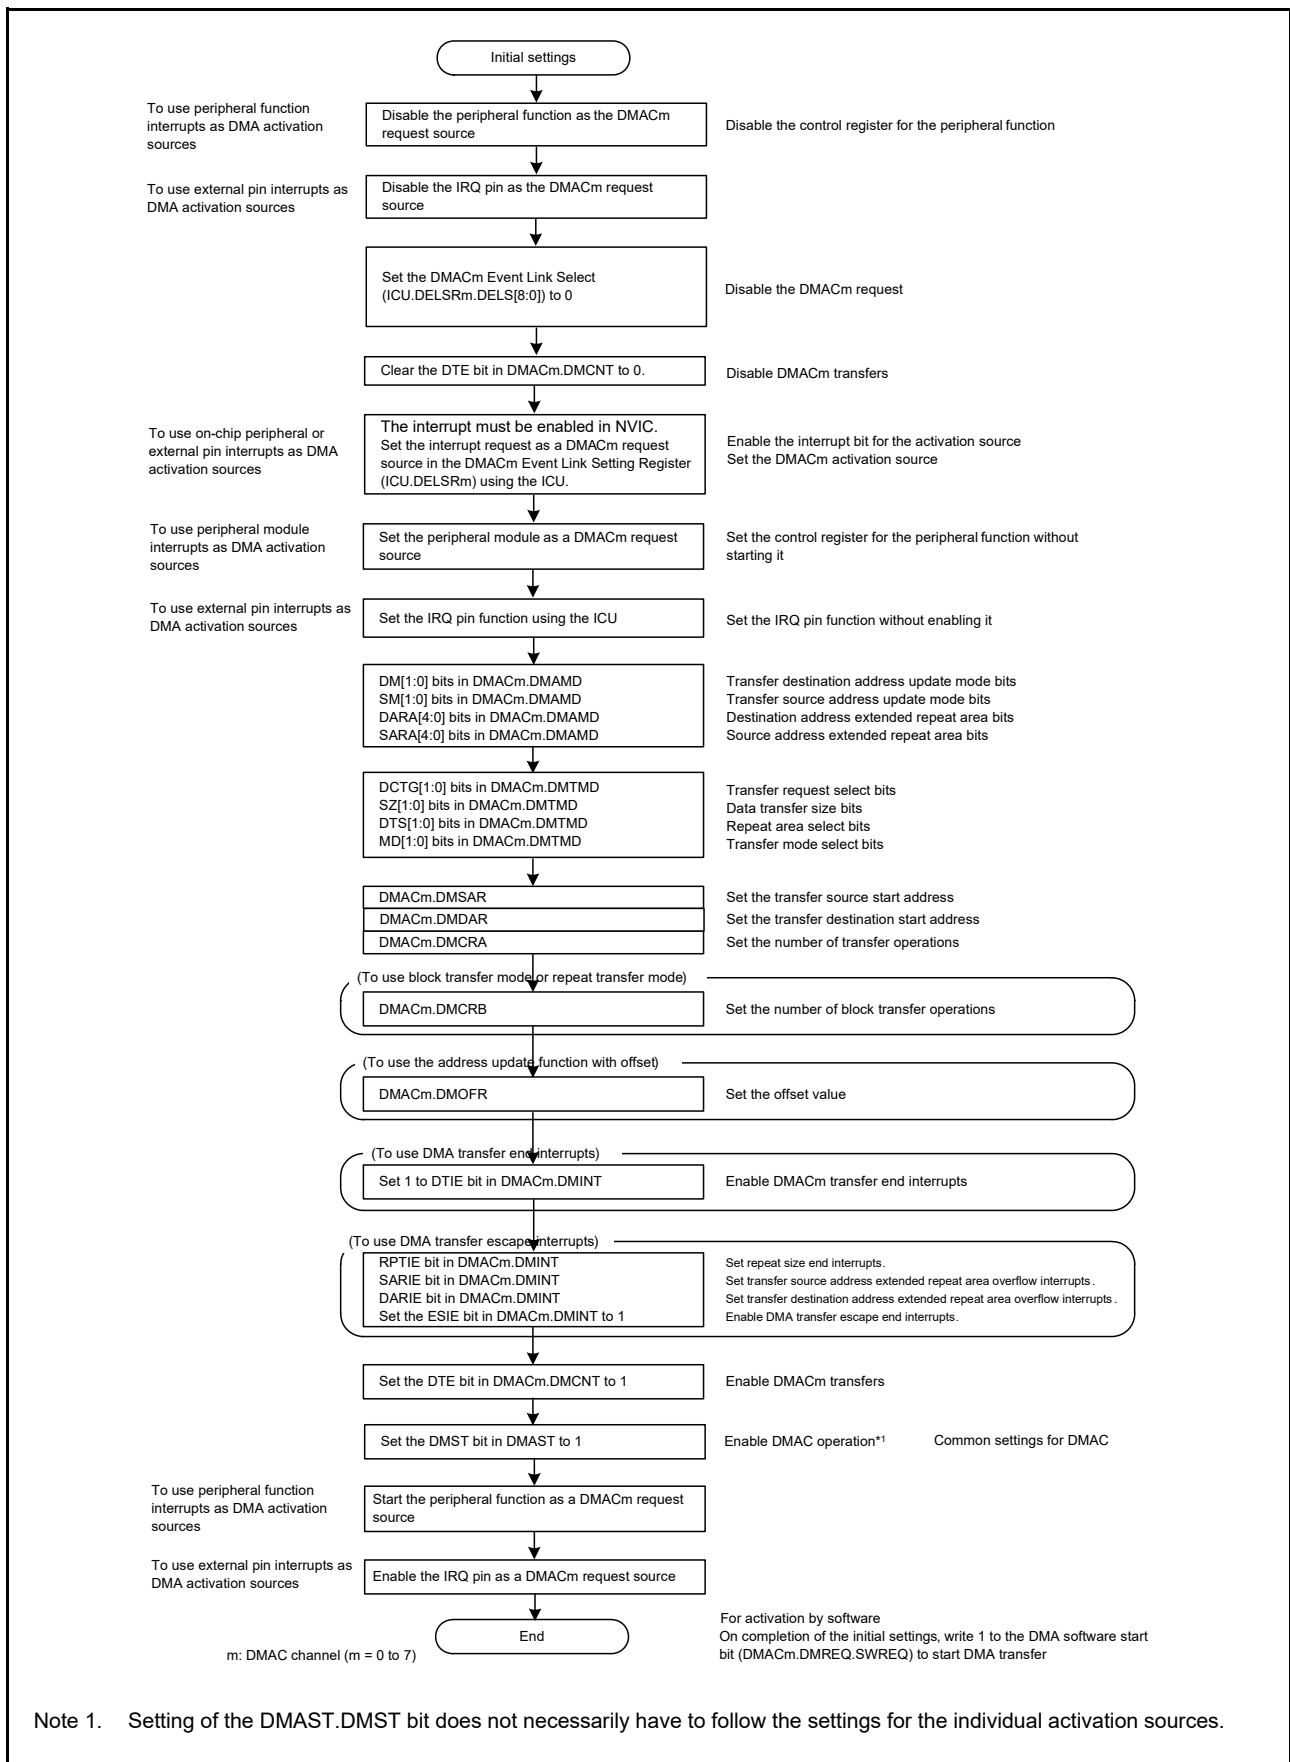 Initial settings
To use peripheral function
interrupts as DMA activation
sources
Disable the peripheral function as the DMACm
request source
Disable the control register for the peripheral function
To use external pin interrupts as
DMA activation sources
Disable the IRQ pin as the DMACm request
source
Set the DMACm Event Link Select
(ICU.DELSRm.DELS[8:0]) to 0
Disable the DMACm request
Clear the DTE bit in DMACm.DMCNT to 0.
Disable DMACm transfers
To use on-chip peripheral or
external pin interrupts as DMA
activation sources
The interrupt must be enabled in NVIC.
Set the interrupt request as a DMACm request
source in the DMACm Event Link Setting Register
(ICU.DELSRm) using the ICU.
Enable the interrupt bit for the activation source
Set the DMACm activation source
To use peripheral module
interrupts as DMA activation
sources
Set the peripheral module as a DMACm request
source
Set the control register for the peripheral function without
starting it
To use external pin interrupts as
DMA activation sources
Set the IRQ pin function using the ICU
Set the IRQ pin function without enabling it
DM[1:0] bits in DMACm.DMAMD
SM[1:0] bits in DMACm.DMAMD
DARA[4:0] bits in DMACm.DMAMD
SARA[4:0] bits in DMACm.DMAMD
Transfer destination address update mode bits
Transfer source address update mode bits
Destination address extended repeat area bits
Source address extended repeat area bits
DCTG[1:0] bits in DMACm.DMTMD
SZ[1:0] bits in DMACm.DMTMD
DTS[1:0] bits in DMACm.DMTMD
MD[1:0] bits in DMACm.DMTMD
Transfer request select bits
Data transfer size bits
Repeat area select bits
Transfer mode select bits
DMACm.DMSAR
Set the transfer source start address
DMACm.DMDAR
Set the transfer destination start address
DMACm.DMCRA
Set the number of transfer operations
(To use block transfer mode or repeat transfer mode)
DMACm.DMCRB
Set the number of block transfer operations
(To use the address update function with offset)
DMACm.DMOFR
Set the offset value
(To use DMA transfer end interrupts)
Set 1 to DTIE bit in DMACm.DMINT
Enable DMACm transfer end interrupts
(To use DMA transfer escape interrupts)
RPTIE bit in DMACm.DMINT
SARIE bit in DMACm.DMINT
DARIE bit in DMACm.DMINT
Set the ESIE bit in DMACm.DMINT to 1
Set repeat size end interrupts.
Set transfer source address extended repeat area overflow interrupts.
Set transfer destination address extended repeat area overflow interrupts.
Enable DMA transfer escape end interrupts.
Set the DTE bit in DMACm.DMCNT to 1
Enable DMACm transfers
Set the DMST bit in DMAST to 1
Enable DMAC operation*1
Common settings for DMAC
To use peripheral function
interrupts as DMA activation
sources
Start the peripheral function as a DMACm request
source
To use external pin interrupts as
DMA activation sources
Enable the IRQ pin as a DMACm request source
End
For activation by software
On completion of the initial settings, write 1 to the DMA software start
bit (DMACm.DMREQ.SWREQ) to start DMA transfer
m: DMAC channel (m = 0 to 7)
Note 1. Setting of the DMAST.DMST bit does not necessarily have to follow the settings for the individual activation sources.